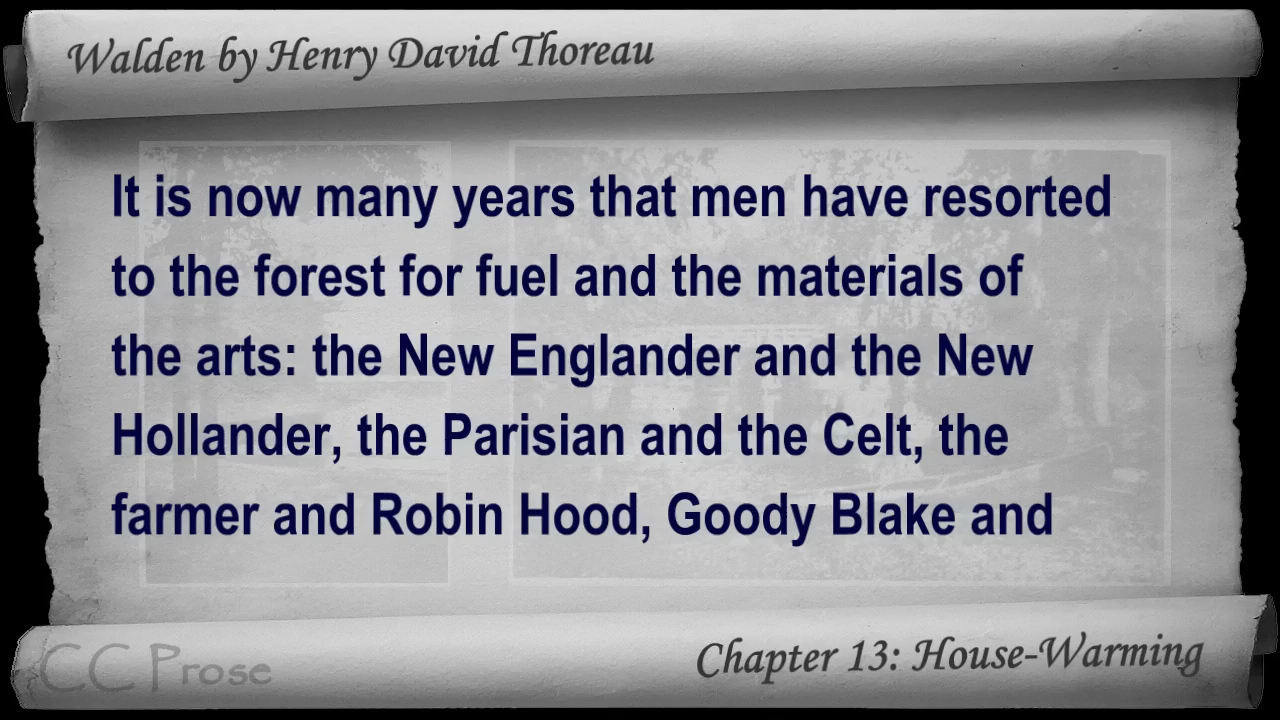 Walden by Henry David Thoreau
It is now many years that men have resorted
to the forest for fuel and the materials of
the arts: the New Englander and the New
Hollander, the Parisian and the Celt, the
farmer and Robin Hood, Goody Blake and
CC Prose
Chapter 13: House-Warming